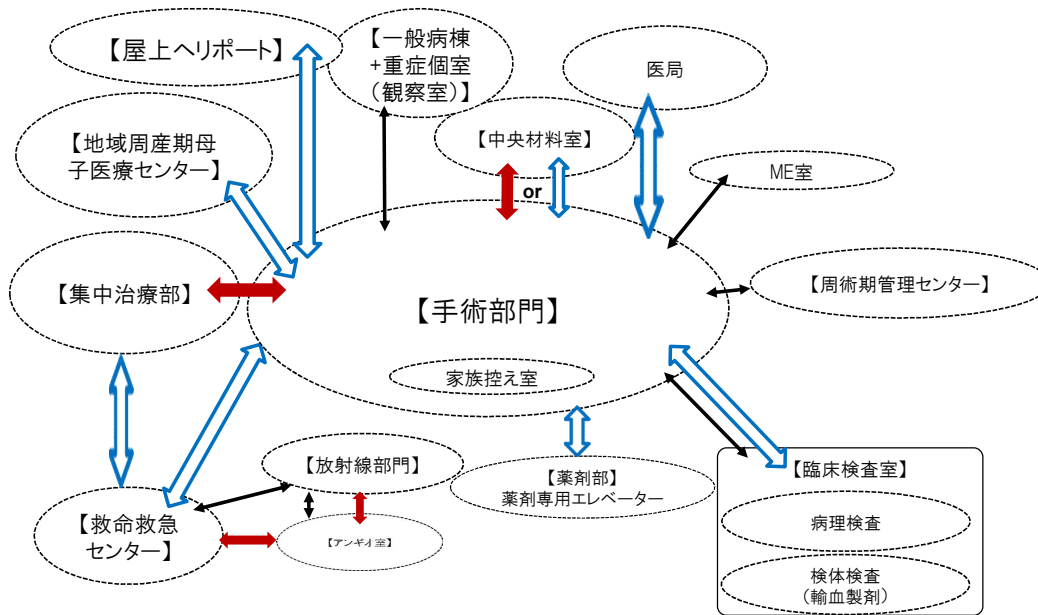 【屋上ヘリポート】
【一般病棟
+重症個室
(観察室)】
医局
【中央材料室】
【地域周産期母
子医療センター】
ME室
or
【集中治療部】
【周術期管理センター】
【手術部門】
家族控え室
【放射線部門】
【薬剤部】
薬剤専用エレベーター
【臨床検査室】
【救命救急
センター】
【アンギオ室】
病理検査
検体検査
(輸血製剤)